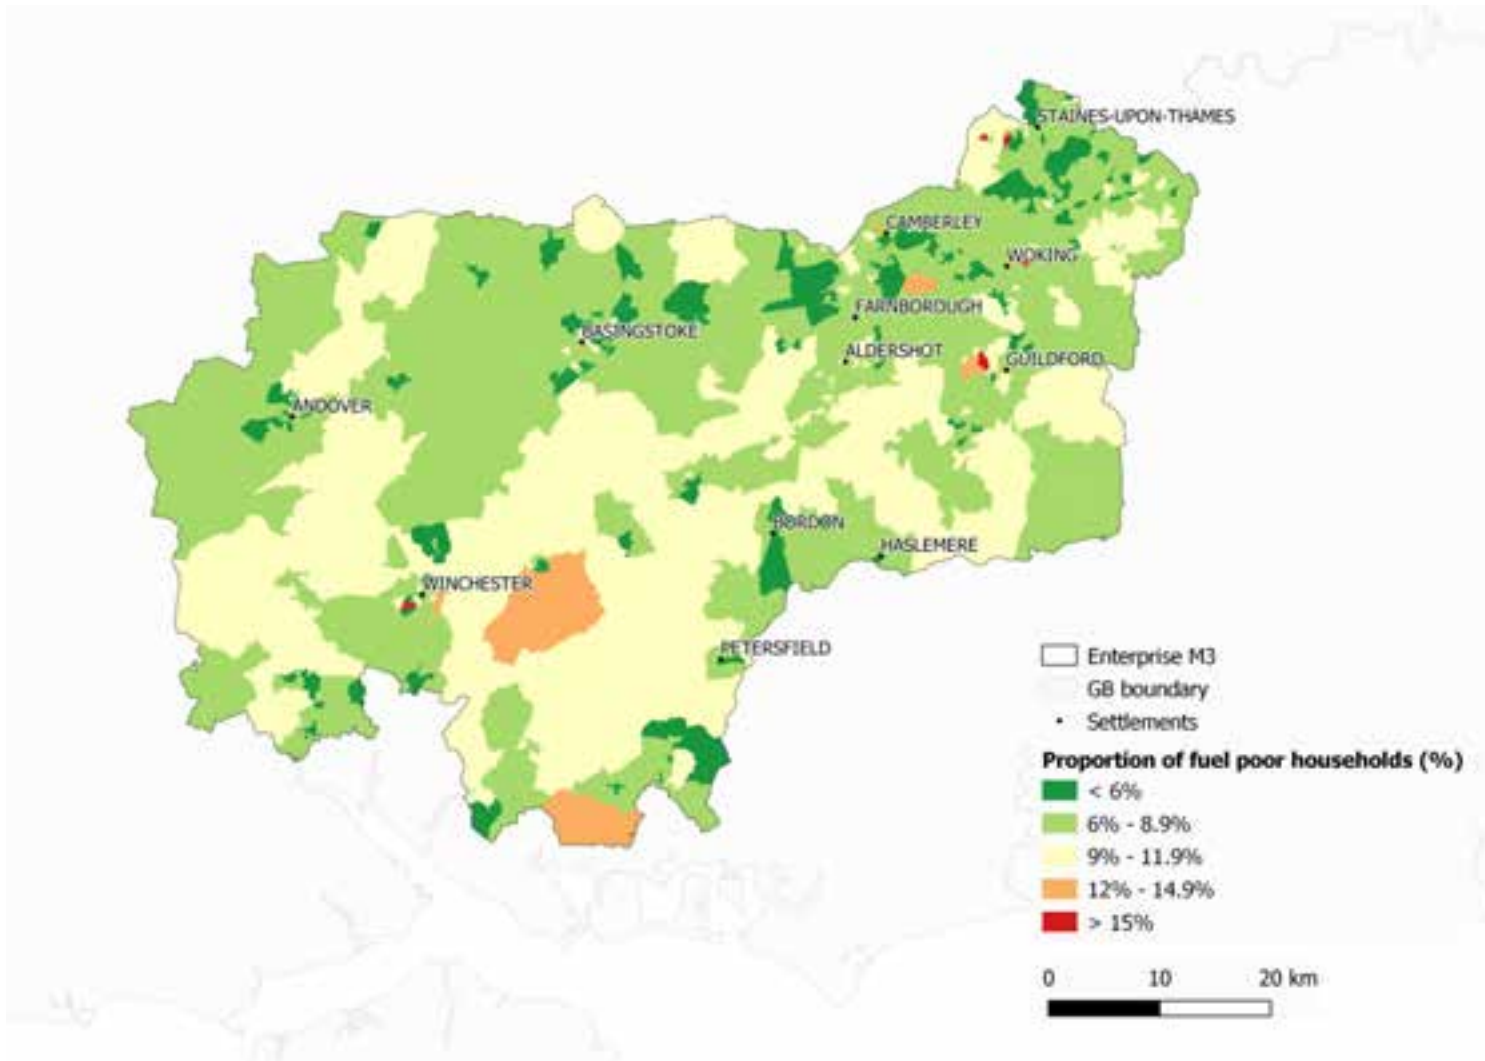 STAINES-UPON-THAMES
CAMBERLEY
WOKING
FARNBOROUGH
BASINGSTOKE
ALDERSHOT
GUILDFORD
ANDOVER
BORDON
HASLEMERE
WINCHESTER
PETERSFIELD
Enterprise M3
GB boundary
Settlements
Proportion of fuel poor households (%)
< 6%
6% - 8.9%
9% - 11.9%
12% - 14.9%
> 15%
0 10 20 km